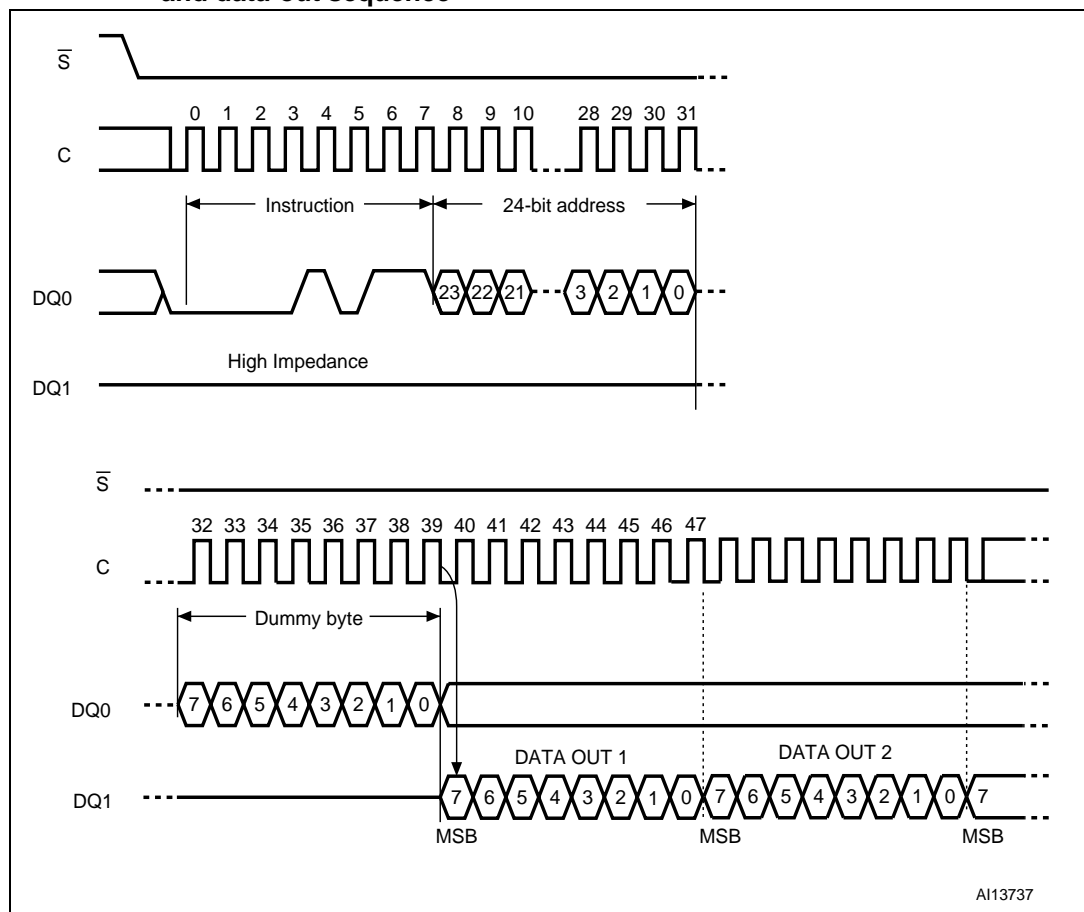 and data-out sequence
S
0 1 2 3 4 5 6 7 8 9 10 28 29 30 31
C
Instruction 24-bit address
DQ0 23 22 21 3 2 1 0
High Impedance
DQ1
S
32 33 34 35 36 37 38 39 40 41 42 43 44 45 46 47
C
Dummy byte
DQ0 7 6 5 4 3 2 1 0
DATA OUT 1 DATA OUT 2
DQ1 7 6 5 4 3 2 1 0 7 6 5 4 3 2 1 0 7
MSB MSB MSB
AI13737